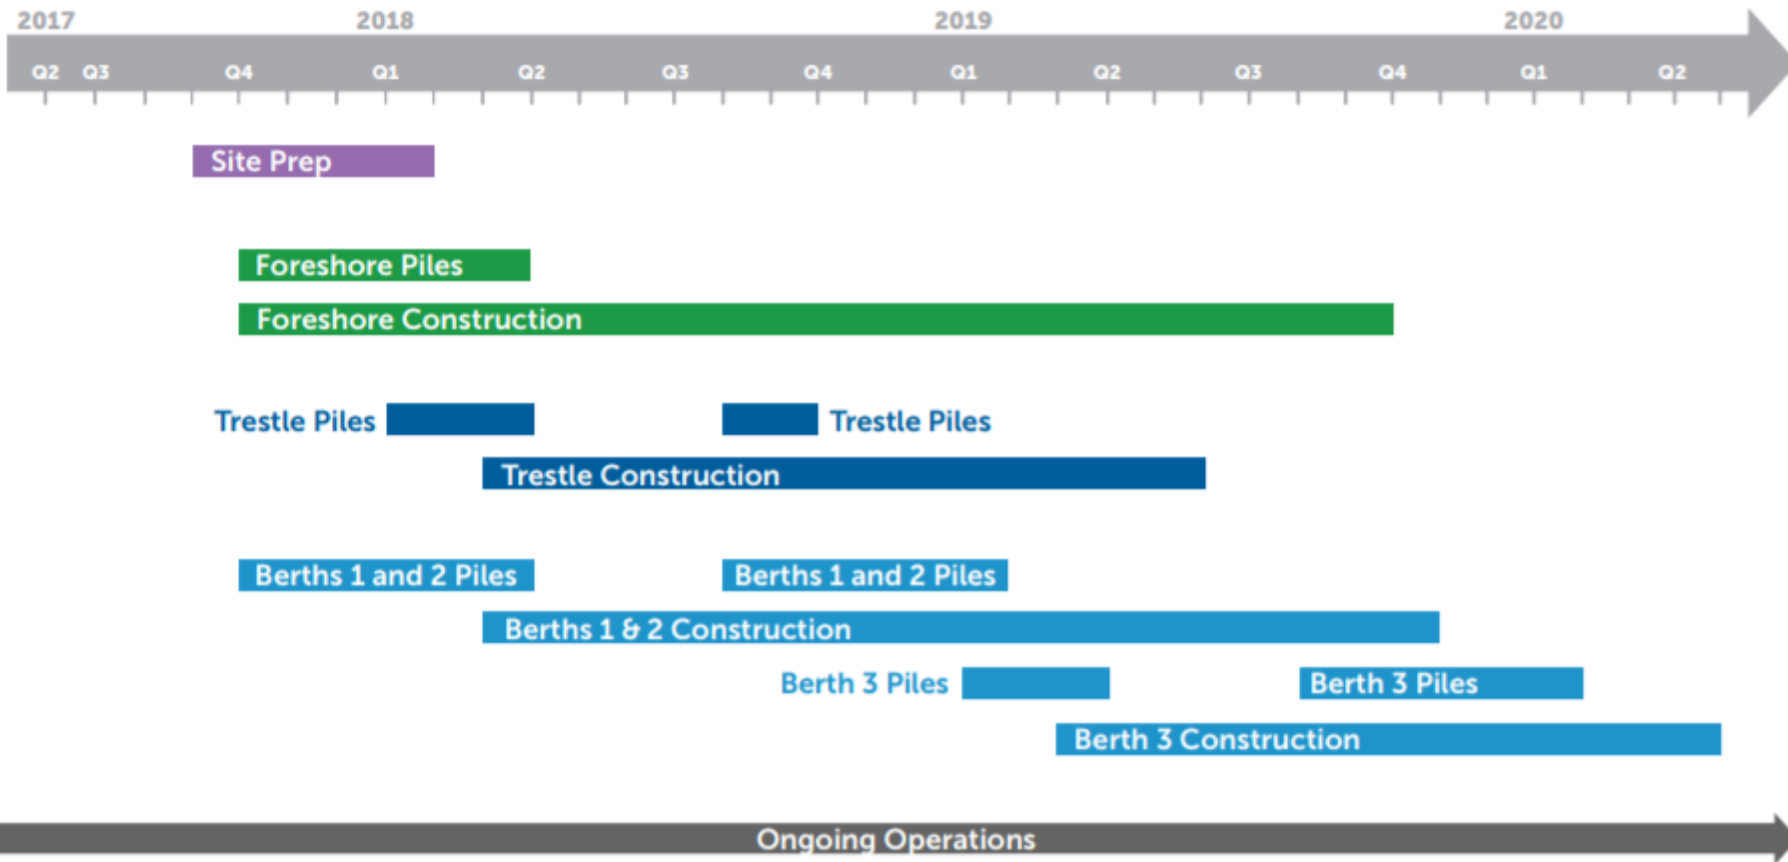 2017 2018 2019 2020
Q2 Q3 Q4 Q1 Q2 Q3 Q4 Q1 Q2 Q3 Q4 Q1 Q2
Site Prep
Foreshore Piles
Foreshore Construction
Trestle Piles Trestle Piles
Trestle Construction
Berths 1 and 2 Piles Berths 1 and 2 Piles
Berths 1 & 2 Construction
Berth 3 Piles Berth 3 Piles
Berth 3 Construction
Ongoing Operations